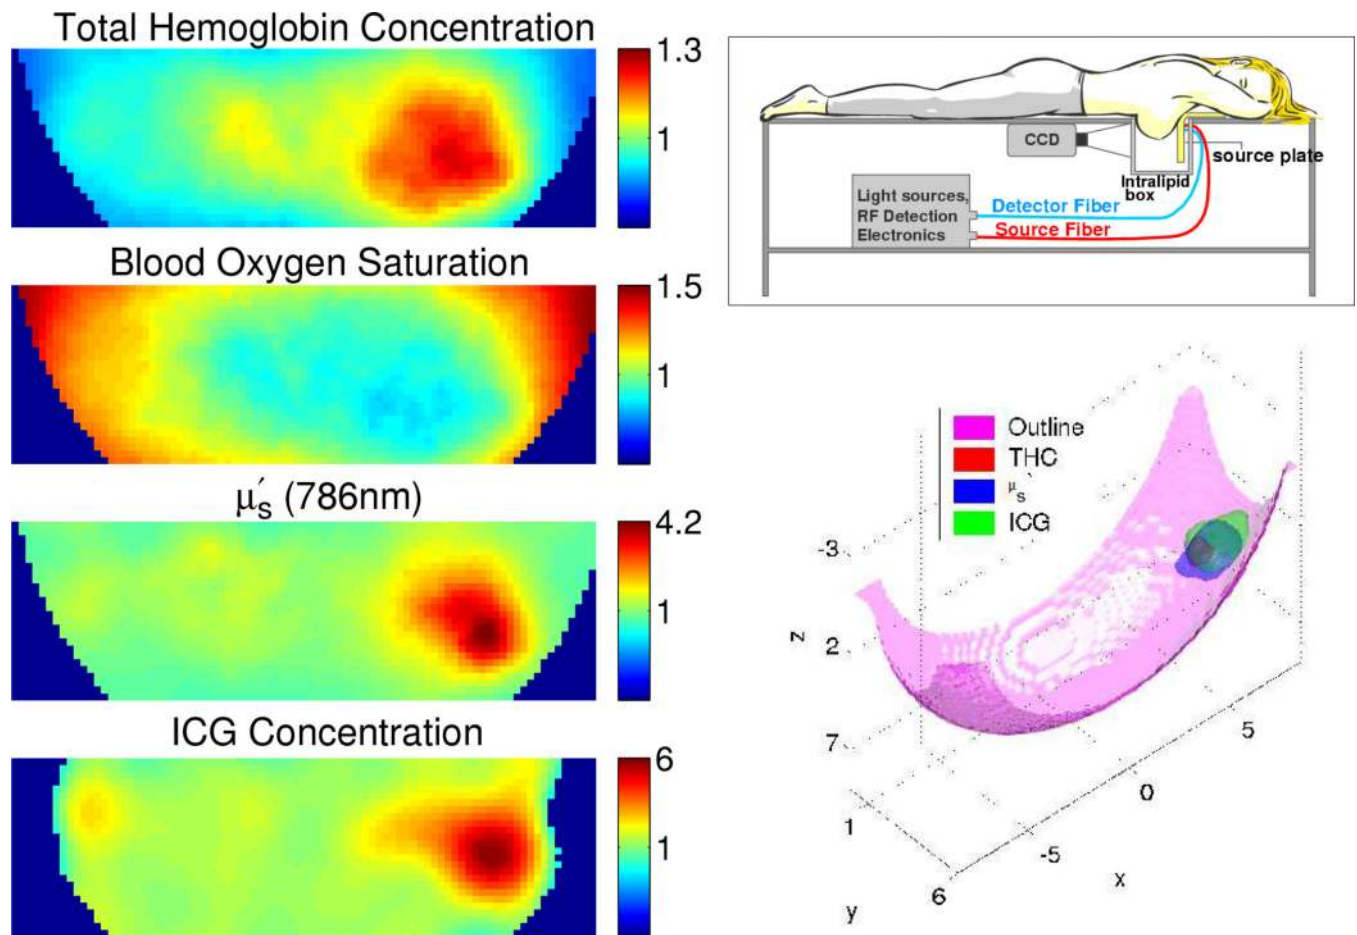 Total Hemoglobin Concentration
1.3
1
Blood Oxygen Saturation
1.5
1
μs′ (786nm)
4.2
1
ICG Concentration
6
1
CCD
source plate
Intralipid
box
Light sources,
RF Detection
Electronics
Detector Fiber
Source Fiber
Outline
THC
μs′
ICG
-3
2
7
z
1
6
y
-5
0
5
x